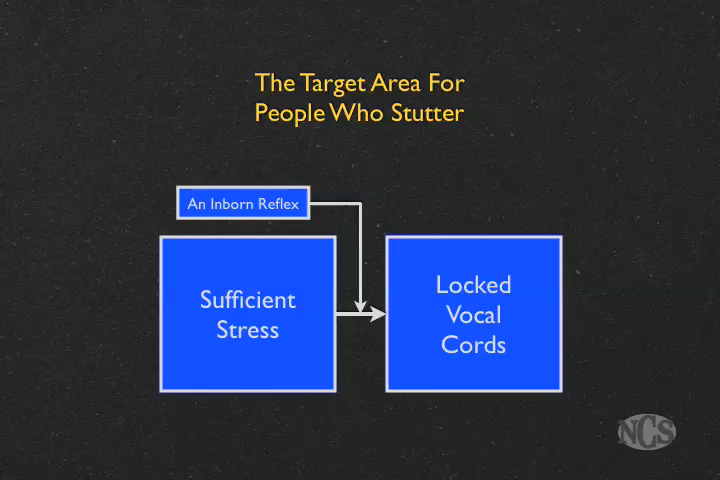 The Target Area For
People Who Stutter
An Inborn Reflex
Sufficient
Stress
Locked
Vocal
Cords
NCS